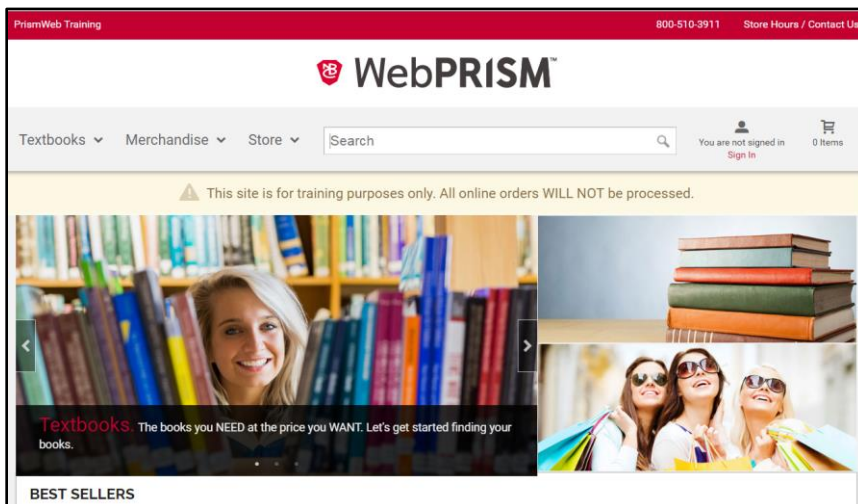 PrismWeb Training
800-510-3911
Store Hours / Contact Us
WebPRISM™
Textbooks
Merchandise
Store
Search
You are not signed in
Sign In
0 Items
This site is for training purposes only. All online orders WILL NOT be processed.
Textbooks. The books you NEED at the price you WANT. Let's get started finding your
books.
BEST SELLERS